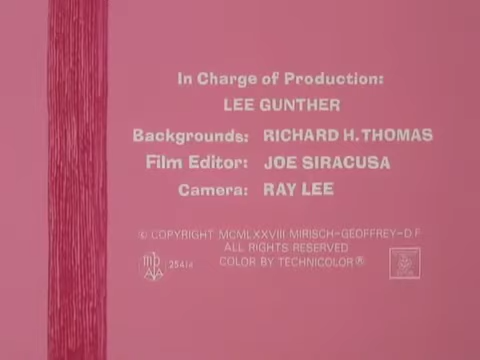 In Charge of Production:
LEE GUNTHER
Backgrounds: RICHARD H. THOMAS
Film Editor: JOE SIRACUSA
Camera: RAY LEE
© COPYRIGHT MCMLXXVIII MIRISCH-GEOFFREY-D F
ALL RIGHTS RESERVED
COLOR BY TECHNICOLOR®